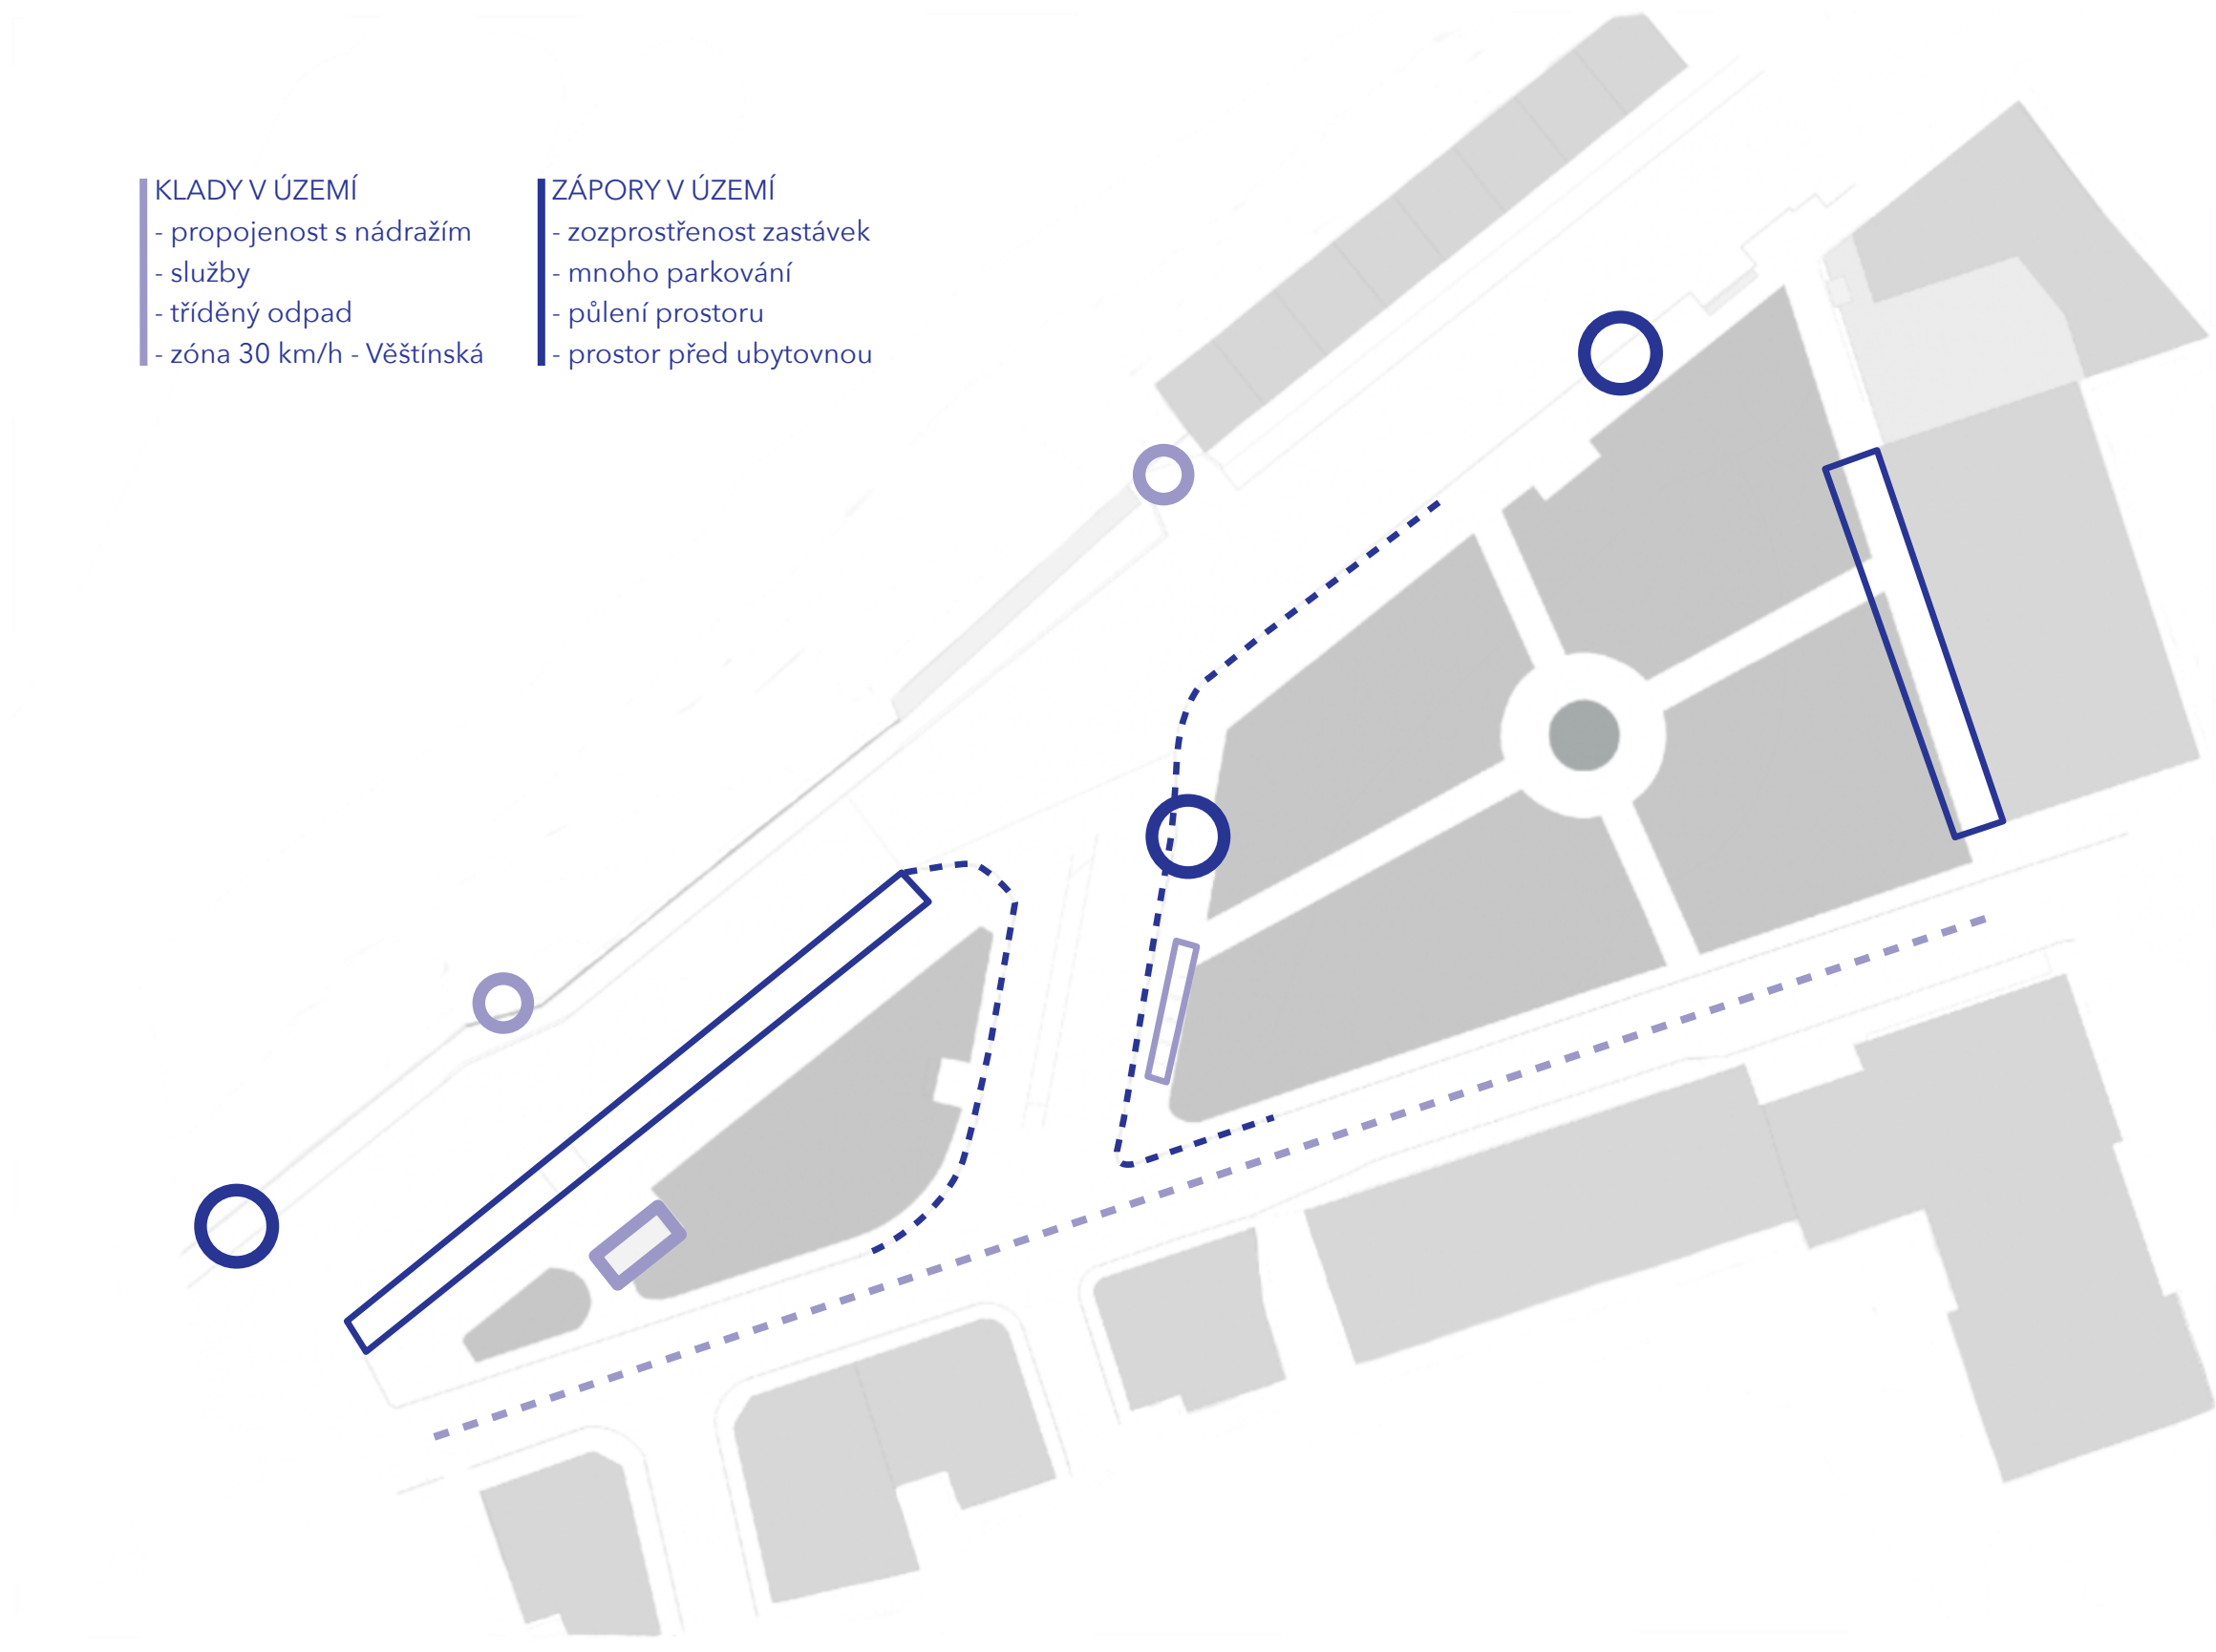 KLADY V ÚZEMÍ
- propojenost s nádražím
- služby
- tříděný odpad
- zóna 30 km/h - Věštínská
ZÁPORY V ÚZEMÍ
- zozprostřenost zastávek
- mnoho parkování
- půlení prostoru
- prostor před ubytovnou